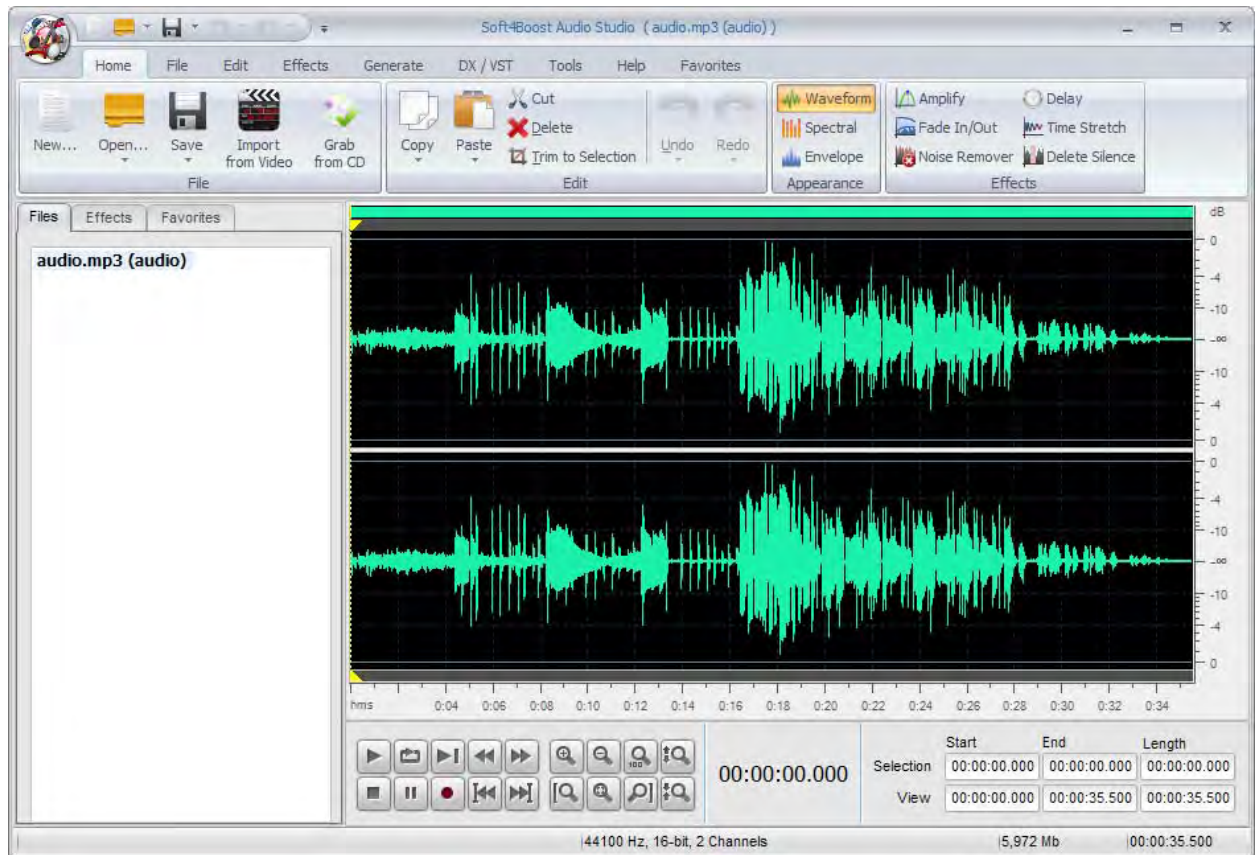 Soft4Boost Audio Studio ( audio.mp3 (audio) )
Home File Edit Effects Generate DX / VST Tools Help Favorites
New... Open... Save Import from Video Grab from CD
File
Copy Paste Cut Delete Trim to Selection Undo Redo
Edit
Waveform
Spectral
Envelope
Appearance
Amplify Delay
Fade In/Out Time Stretch
Noise Remover Delete Silence
Effects
Files Effects Favorites
audio.mp3 (audio)
dB
0
-4
-10
-∞
-10
-4
0
0
-4
-10
-∞
-10
-4
0
hms 0:04 0:06 0:08 0:10 0:12 0:14 0:16 0:18 0:20 0:22 0:24 0:26 0:28 0:30 0:32 0:34
100
00:00:00.000
Start End Length
Selection 00:00:00.000 00:00:00.000 00:00:00.000
View 00:00:00.000 00:00:35.500 00:00:35.500
44100 Hz, 16-bit, 2 Channels 5,972 Mb 00:00:35.500